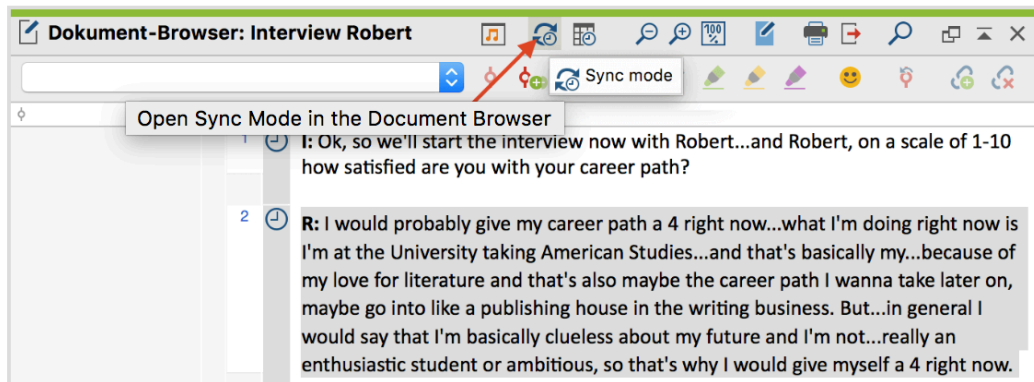 Dokument-Browser: Interview Robert
100%
Sync mode
Open Sync Mode in the Document Browser
1 I: Ok, so we'll start the interview now with Robert...and Robert, on a scale of 1-10
how satisfied are you with your career path?
2 R: I would probably give my career path a 4 right now...what I'm doing right now is
I'm at the University taking American Studies...and that's basically my...because of
my love for literature and that's also maybe the career path I wanna take later on,
maybe go into like a publishing house in the writing business. But...in general I
would say that I'm basically clueless about my future and I'm not...really an
enthusiastic student or ambitious, so that's why I would give myself a 4 right now.